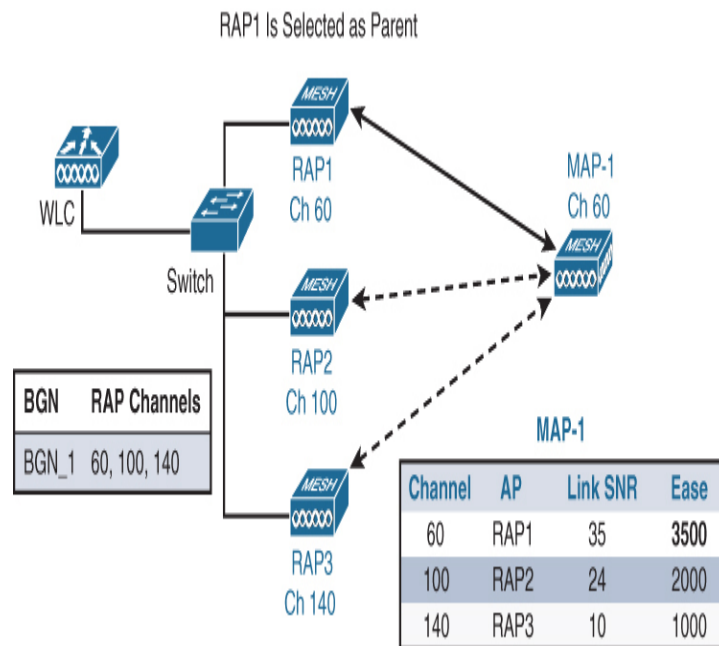 RAP1 Is Selected as Parent
MESH
RAP1
Ch 60
WLC
Switch
MAP-1
Ch 60
MESH
MESH
RAP2
Ch 100
BGN RAP Channels
BGN_1 60, 100, 140
MESH
RAP3
Ch 140
MAP-1
Channel AP Link SNR Ease
60 RAP1 35 3500
100 RAP2 24 2000
140 RAP3 10 1000